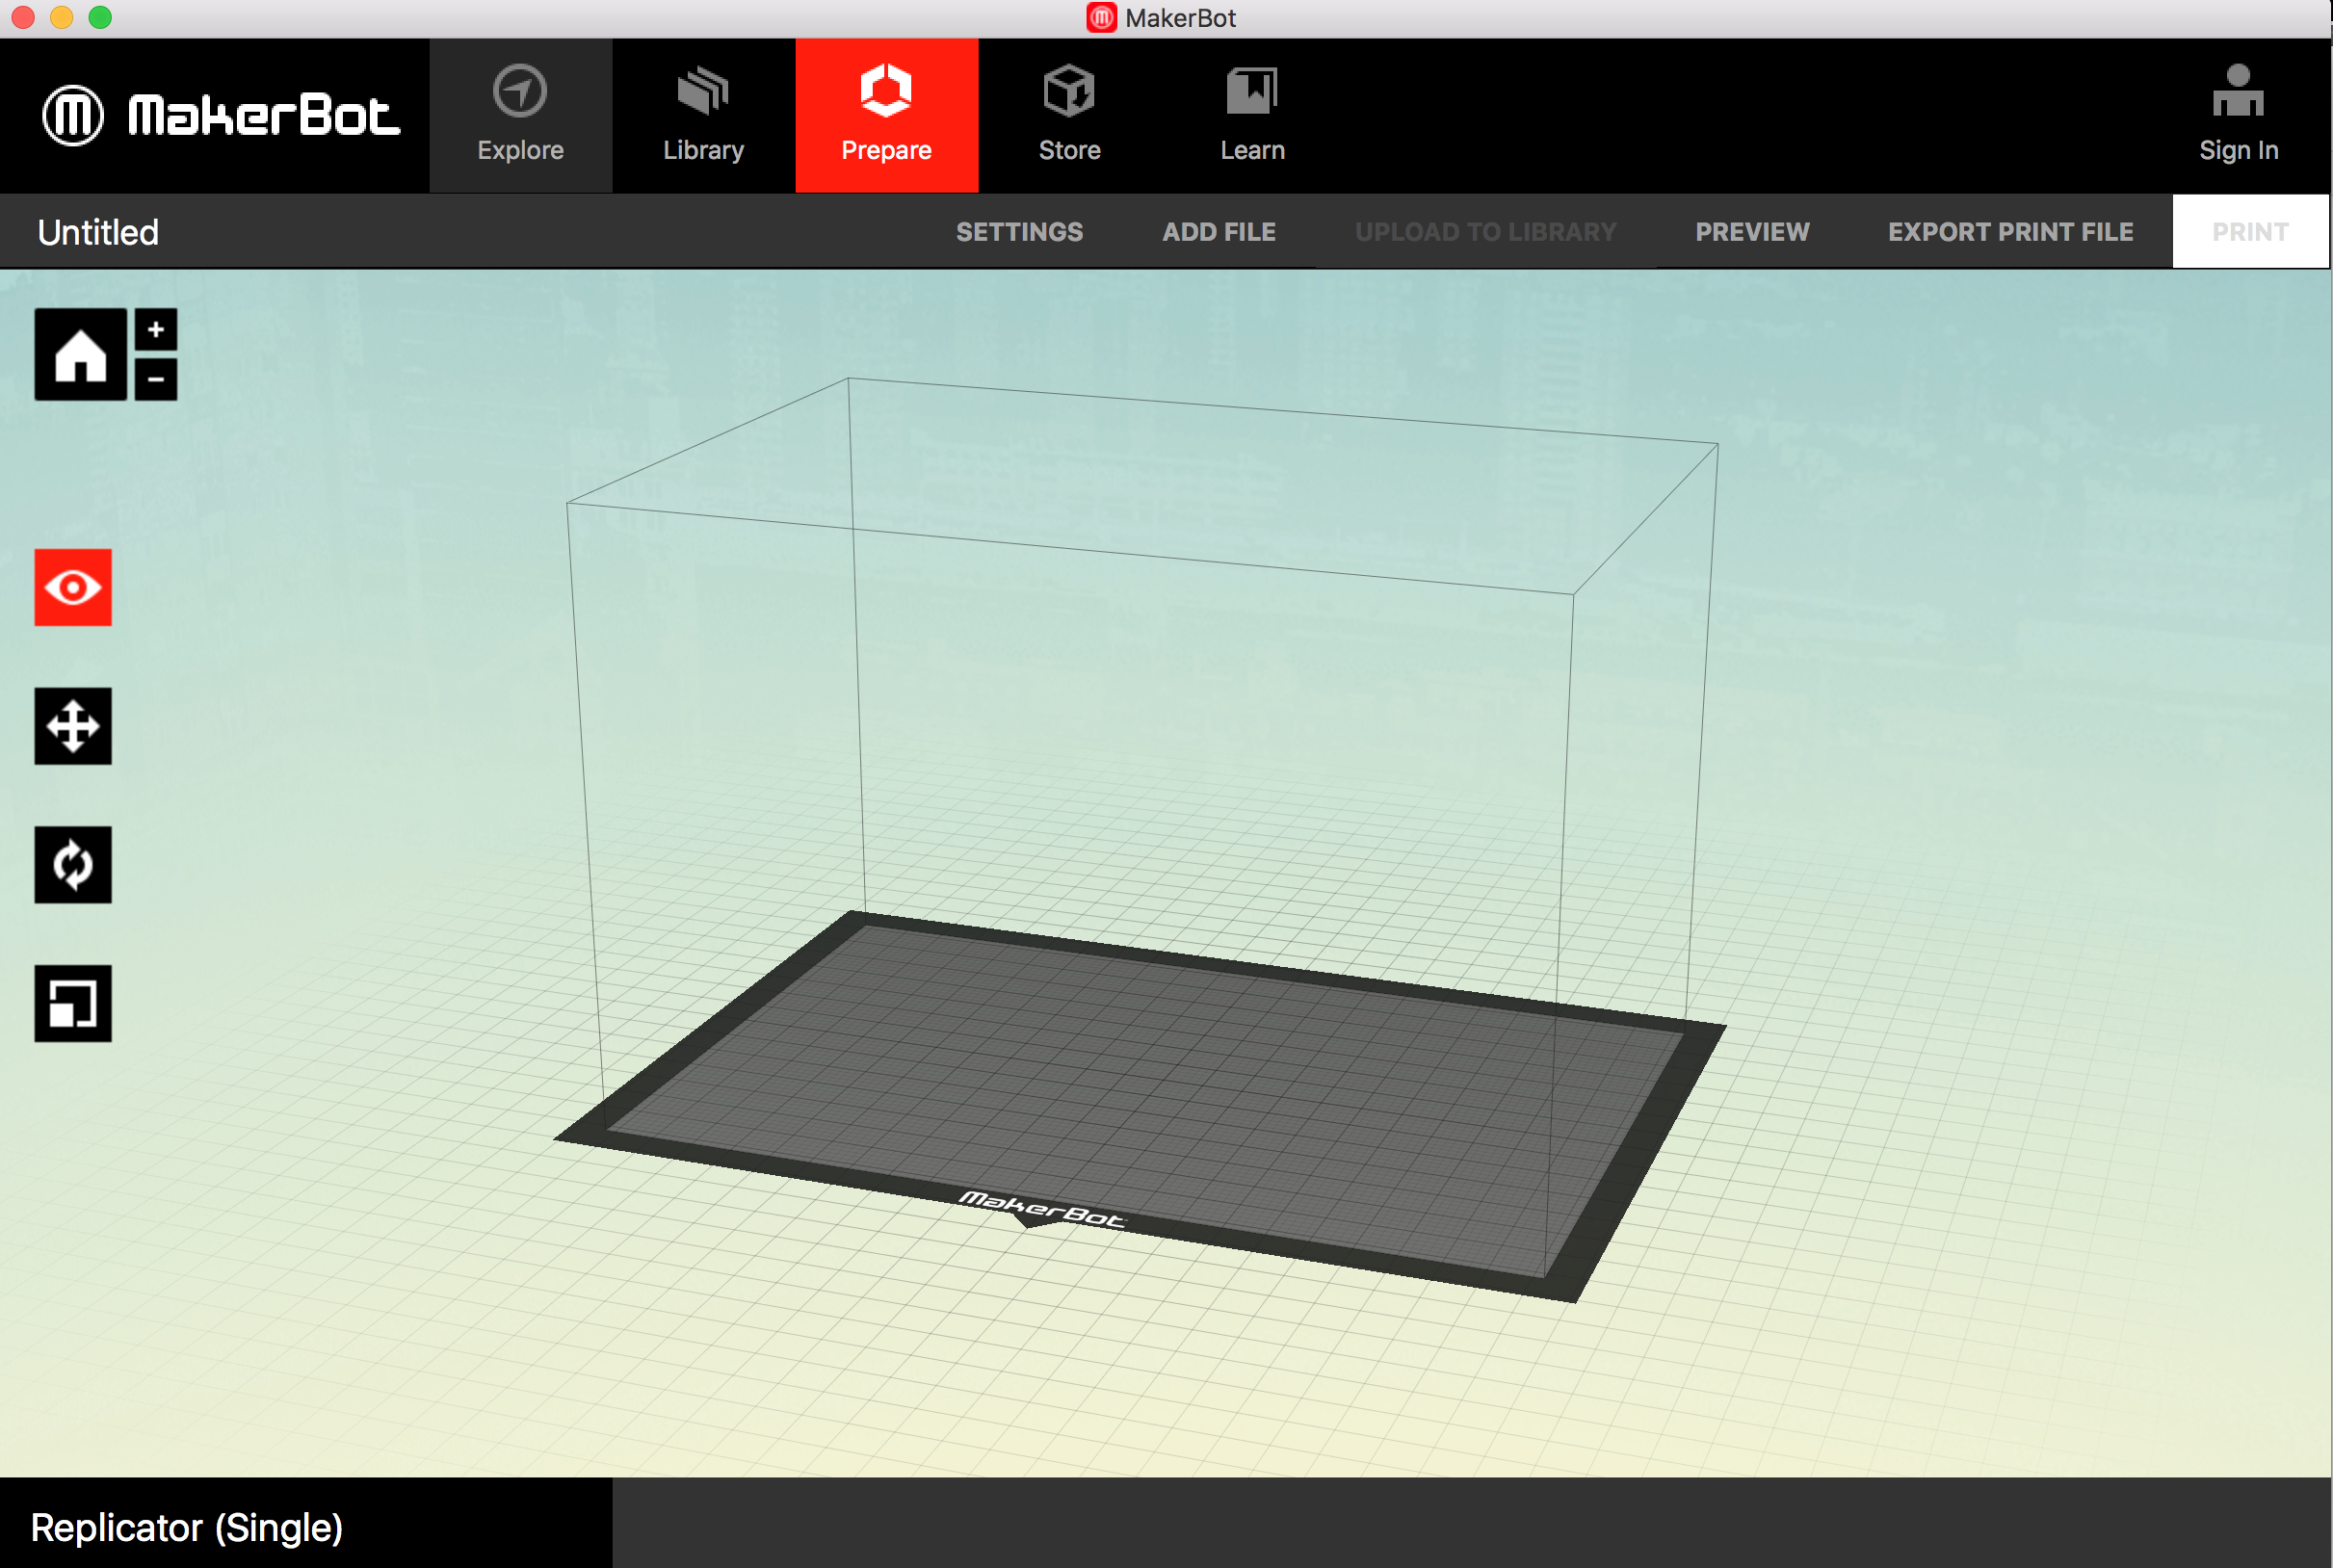 MakerBot
MakerBot
Explore
Library
Prepare
Store
Learn
Sign In
Untitled
SETTINGS
ADD FILE
UPLOAD TO LIBRARY
PREVIEW
EXPORT PRINT FILE
PRINT
+
-
MakerBot
Replicator (Single)